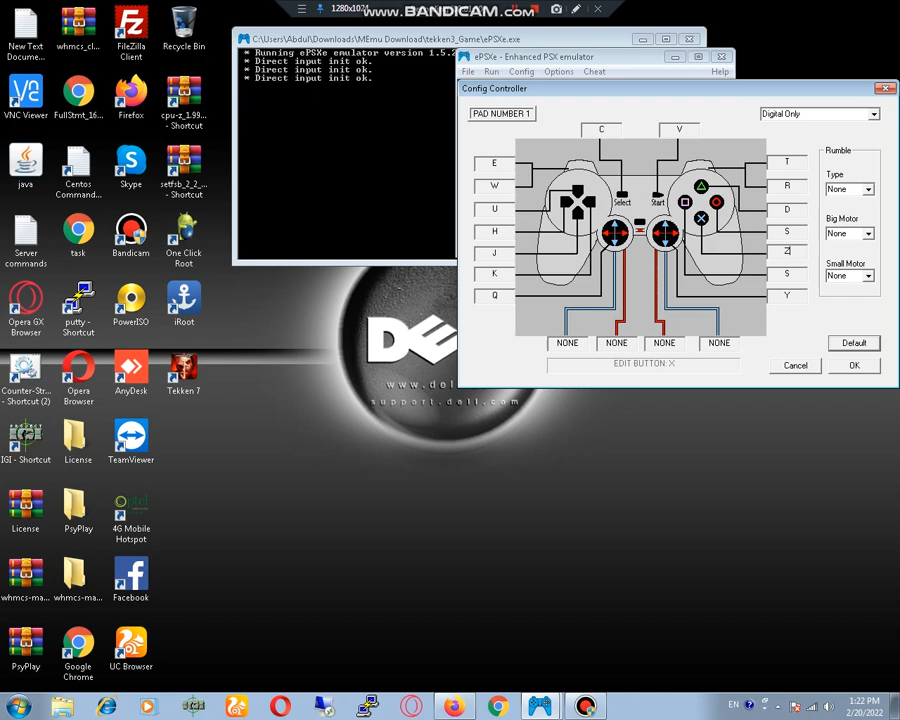 1280x1024
WWW.BANDICAM.COM
New Text
Docume...
whmcs_cl...
FileZilla
Client
Recycle Bin
VNC Viewer
FullStmt_16...
Firefox
cpu-z_1.99...
- Shortcut
java
Centos
Command...
Skype
setfsb_2_2_...
- Shortcut
Server
commands
task
Bandicam
One Click
Root
Opera GX
Browser
putty -
Shortcut
PowerISO
iRoot
Counter-Str...
- Shortcut (2)
Opera
Browser
AnyDesk
Tekken 7
IGI - Shortcut
License
TeamViewer
License
PsyPlay
4G Mobile
Hotspot
whmcs-ma...
whmcs-ma...
Facebook
PsyPlay
Google
Chrome
UC Browser
C:\Users\Abdul\Downloads\MEmu Download\tekken3_Game\ePSXe.exe
* Running ePSXe emulator version 1.5.2
* Direct input init ok.
* Direct input init ok.
* Direct input init ok.
ePSXe - Enhanced PSX emulator
File Run Config Options Cheat Help
Config Controller
PAD NUMBER 1
Digital Only
C V
E
W
U
H
J
K
Q
Select
Start
T
R
D
S
Z
S
Y
NONE NONE NONE NONE
EDIT BUTTON: X
Rumble
Type
None
Big Motor
None
Small Motor
None
Default
Cancel
OK
DELL
www.dell
support.dell.com
EN
1:22 PM
2/20/2022